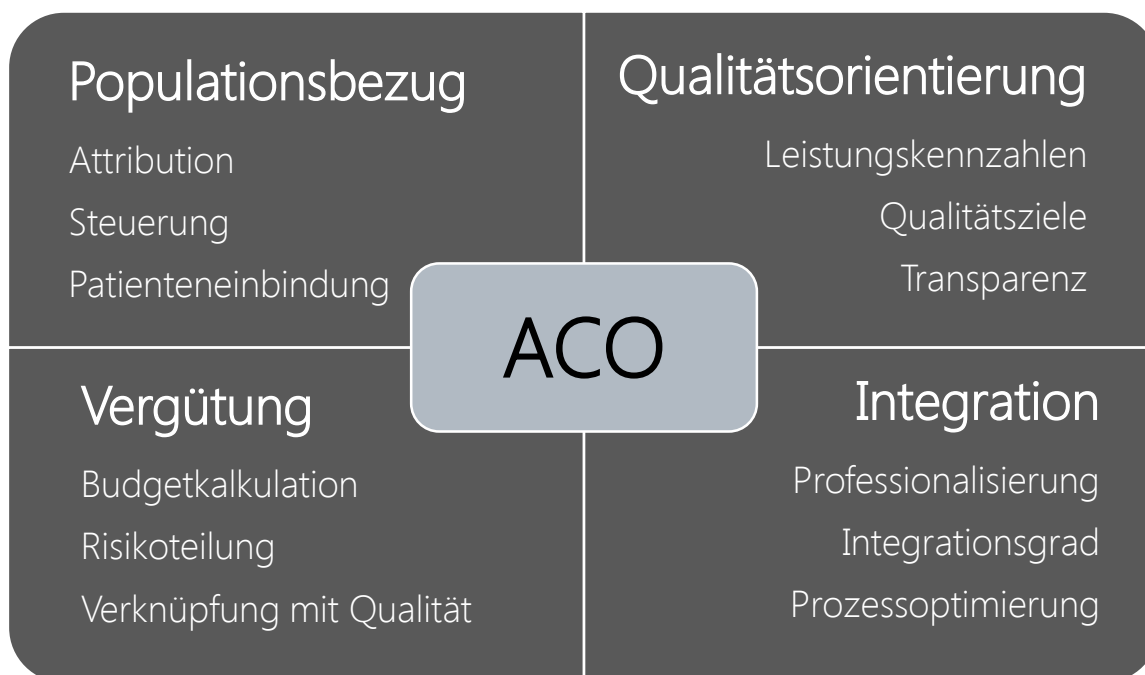 Populationsbezug
Attribution
Steuerung
Patienteneinbindung
Qualitätsorientierung
Leistungskennzahlen
Qualitätsziele
Transparenz
ACO
Vergütung
Budgetkalkulation
Risikoteilung
Verknüpfung mit Qualität
Integration
Professionalisierung
Integrationsgrad
Prozessoptimierung